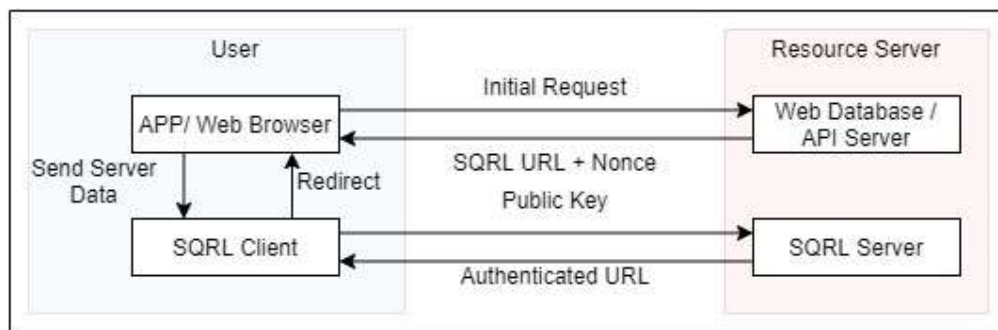 User
Resource Server
Initial Request
APP/ Web Browser
Web Database /
API Server
Send Server
Data
Redirect
SQRL URL + Nonce
Public Key
SQRL Client
SQRL Server
Authenticated URL